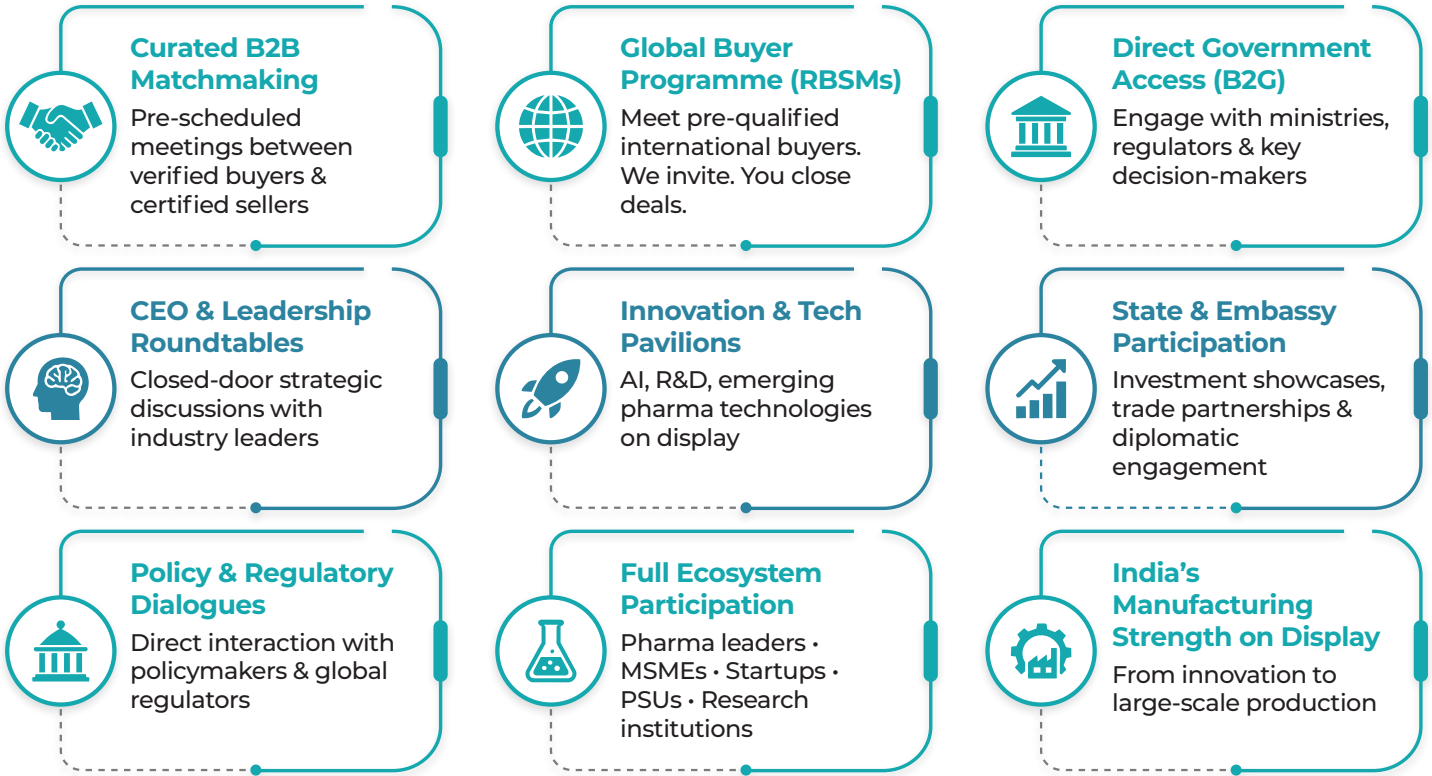 Curated B2B
Matchmaking
Pre-scheduled
meetings between
verified buyers &
certified sellers
Global Buyer
Programme (RBSMs)
Meet pre-qualified
international buyers.
We invite. You close
deals.
Direct Government
Access (B2G)
Engage with ministries,
regulators & key
decision-makers
CEO & Leadership
Roundtables
Closed-door strategic
discussions with
industry leaders
Innovation & Tech
Pavilions
AI, R&D, emerging
pharma technologies
on display
State & Embassy
Participation
Investment showcases,
trade partnerships &
diplomatic
engagement
Policy & Regulatory
Dialogues
Direct interaction with
policymakers & global
regulators
Full Ecosystem
Participation
Pharma leaders •
MSMEs • Startups •
PSUs • Research
institutions
India’s
Manufacturing
Strength on Display
From innovation to
large-scale production